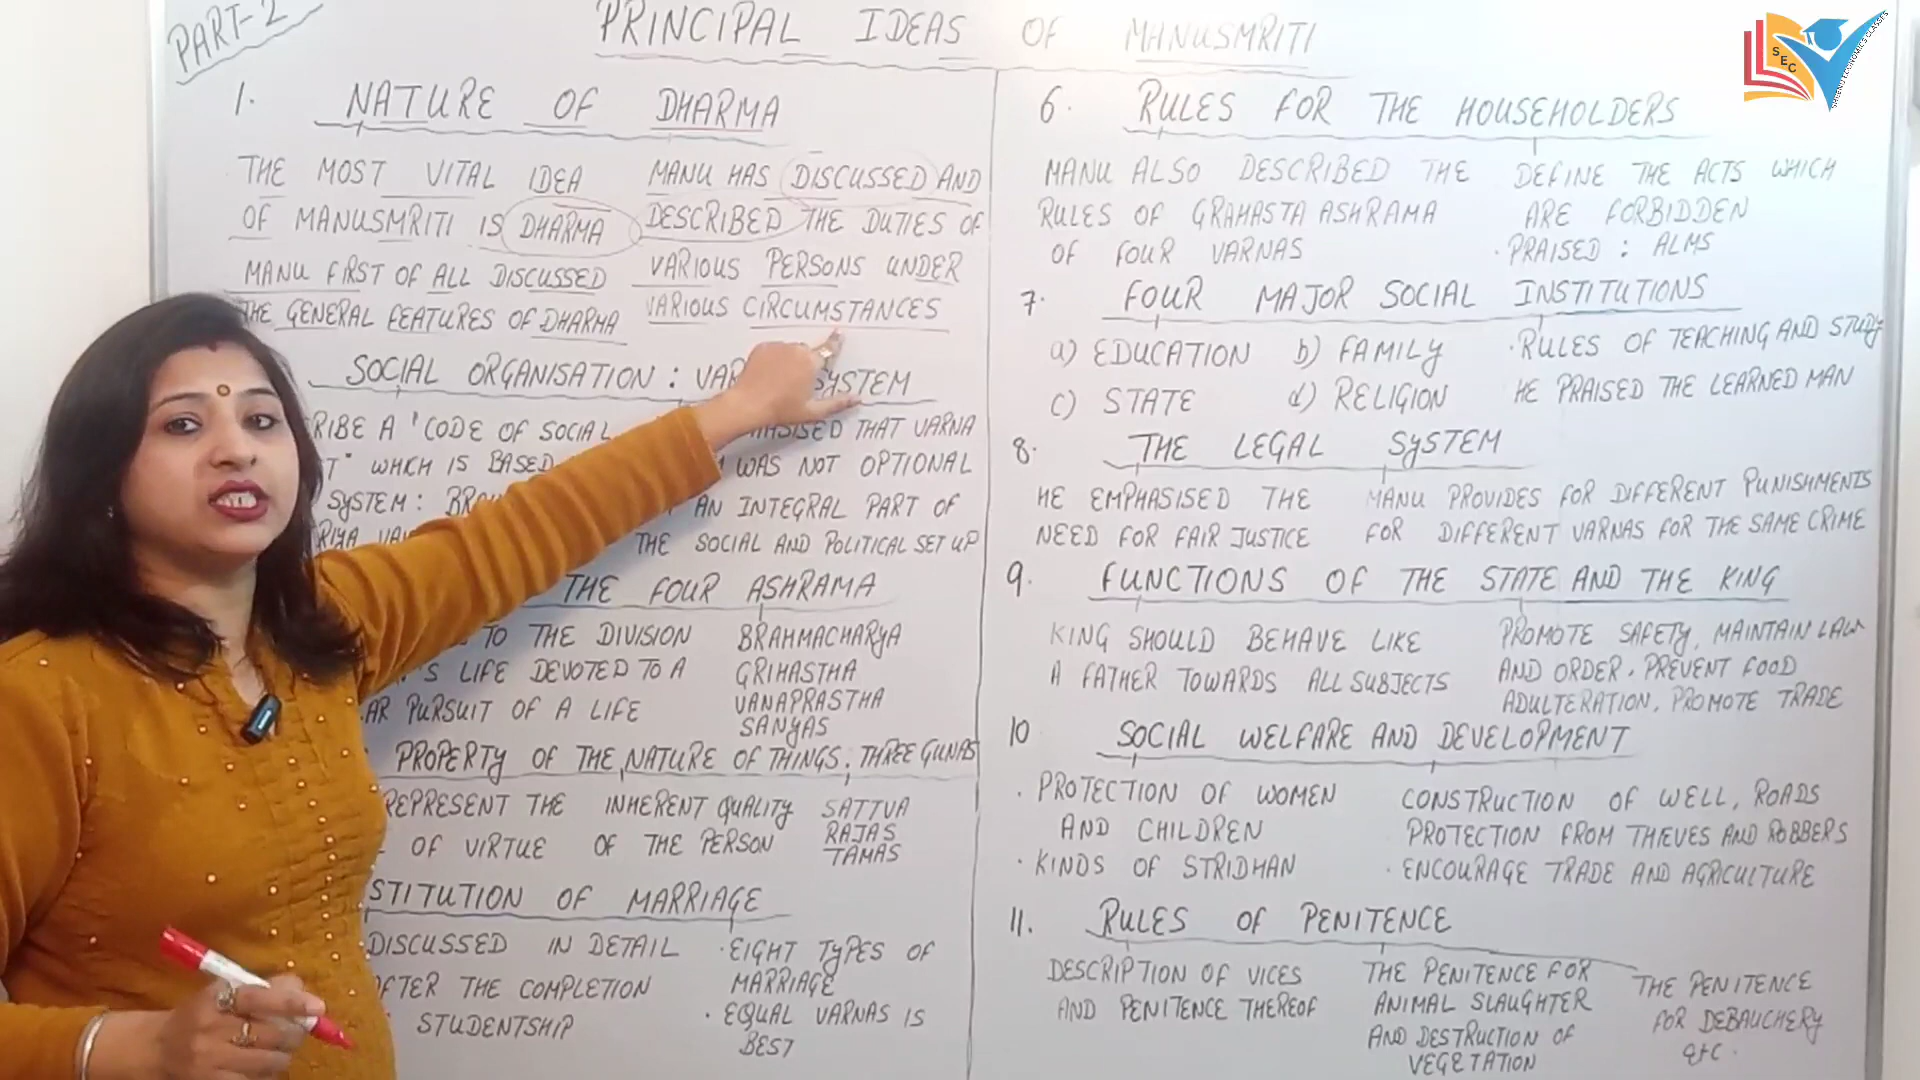 PART-2
PRINCIPAL IDEAS OF MANUSMRITI
1. NATURE OF DHARMA
THE MOST VITAL IDEA
OF MANUSMRITI IS DHARMA
MANU FIRST OF ALL DISCUSSED
THE GENERAL FEATURES OF DHARMA
MANU HAS DISCUSSED AND
DESCRIBED THE DUTIES OF
VARIOUS PERSONS UNDER
VARIOUS CIRCUMSTANCES
SOCIAL ORGANISATION : SYSTEM
A "CODE OF SOCIAL
WHICH IS BASED
SYSTEM:
THAT VARNA
WAS NOT OPTIONAL
AN INTEGRAL PART OF
THE SOCIAL AND POLITICAL SET UP
THE FOUR ASHRAMA
TO THE DIVISION
LIFE DEVOTED TO A
PURSUIT OF A LIFE
BRAHMACHARYA
GRIHASTHA
VANAPRASTHA
SANYAS
PROPERTY OF THE NATURE OF THINGS: THREE GUNAS
REPRESENT THE INHERENT QUALITY
OF VIRTUE OF THE PERSON
SATTVA
RAJAS
TAMAS
OF MARRIAGE
DISCUSSED IN DETAIL
THE COMPLETION
STUDENTSHIP
· EIGHT TYPES OF
MARRIAGE
· EQUAL VARNAS IS
BEST
6. RULES FOR THE HOUSEHOLDERS
MANU ALSO DESCRIBED THE
RULES OF GRAHASTA ASHRAMA
OF FOUR VARNAS
DEFINE THE ACTS WHICH
ARE FORBIDDEN
· PRAISED : ALMS
7. FOUR MAJOR SOCIAL INSTITUTIONS
a) EDUCATION b) FAMILY
c) STATE d) RELIGION
· RULES OF TEACHING AND STUDY
HE PRAISED THE LEARNED MAN
8. THE LEGAL SYSTEM
HE EMPHASISED THE
NEED FOR FAIR JUSTICE
MANU PROVIDES FOR DIFFERENT PUNISHMENTS
FOR DIFFERENT VARNAS FOR THE SAME CRIME
9. FUNCTIONS OF THE STATE AND THE KING
KING SHOULD BEHAVE LIKE
A FATHER TOWARDS ALL SUBJECTS
PROMOTE SAFETY, MAINTAIN LAW
AND ORDER, PREVENT FOOD
ADULTERATION, PROMOTE TRADE
10 SOCIAL WELFARE AND DEVELOPMENT
· PROTECTION OF WOMEN
AND CHILDREN
· KINDS OF STRIDHAN
CONSTRUCTION OF WELL, ROADS
PROTECTION FROM THIEVES AND ROBBERS
· ENCOURAGE TRADE AND AGRICULTURE
11. RULES OF PENITENCE
DESCRIPTION OF VICES
AND PENITENCE THEREOF
THE PENITENCE FOR
ANIMAL SLAUGHTER
AND DESTRUCTION OF
VEGETATION
THE PENITENCE
FOR DEBAUCHERY
etc.
SEC